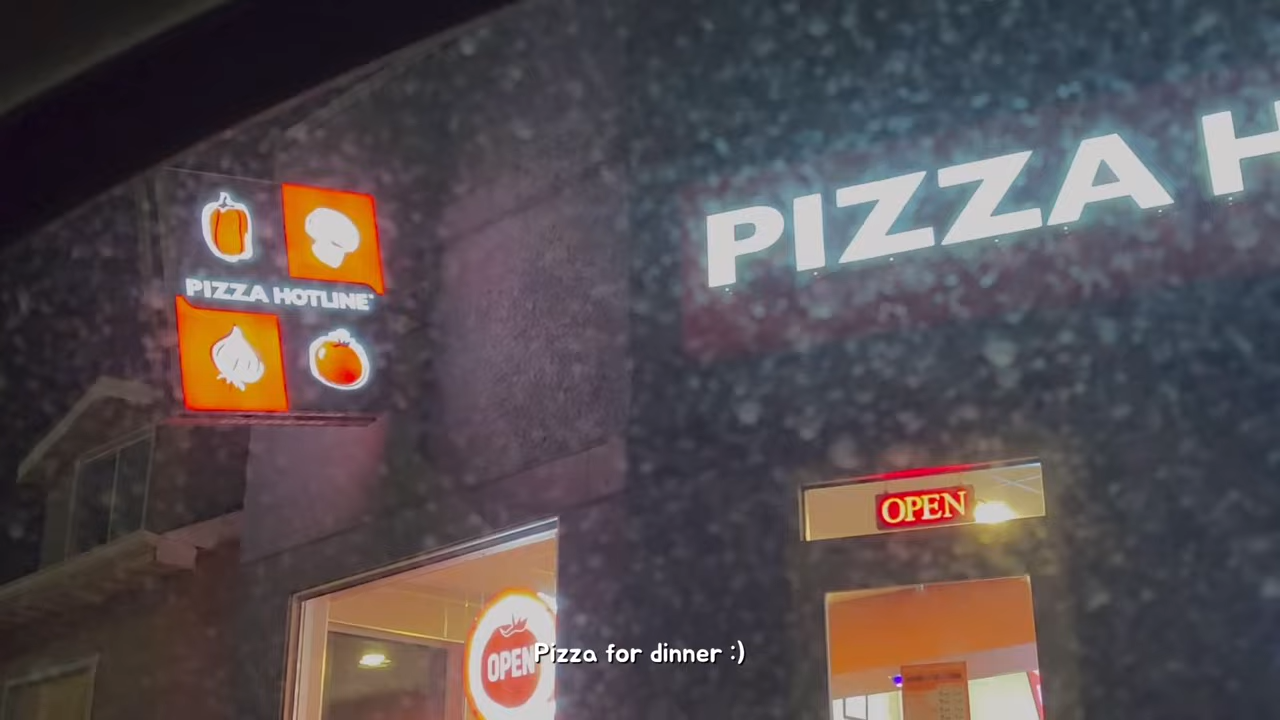 PIZZA HOTLINE
PIZZA H
OPEN
OPEN
Pizza for dinner :)